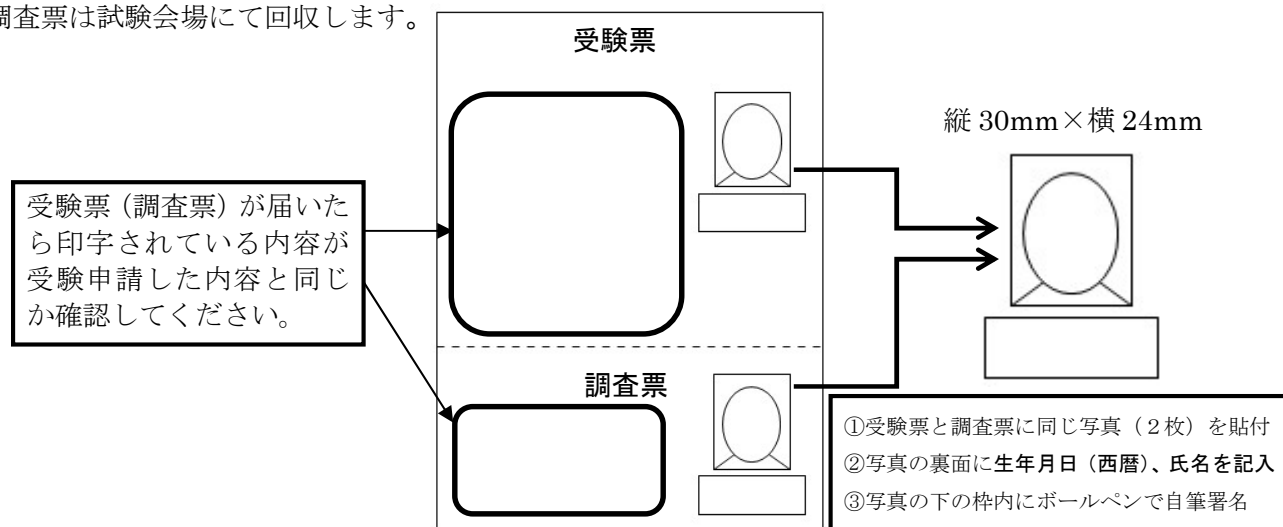 調査票は試験会場にて回収します。
受験票
縦 30mm×横 24mm
受験票（調査票）が届いた
ら印字されている内容が
受験申請した内容と同じ
か確認してください。
調査票
①受験票と調査票に同じ写真（２枚）を貼付
②写真の裏面に生年月日（西暦）、氏名を記入
③写真の下の枠内にボールペンで自筆署名